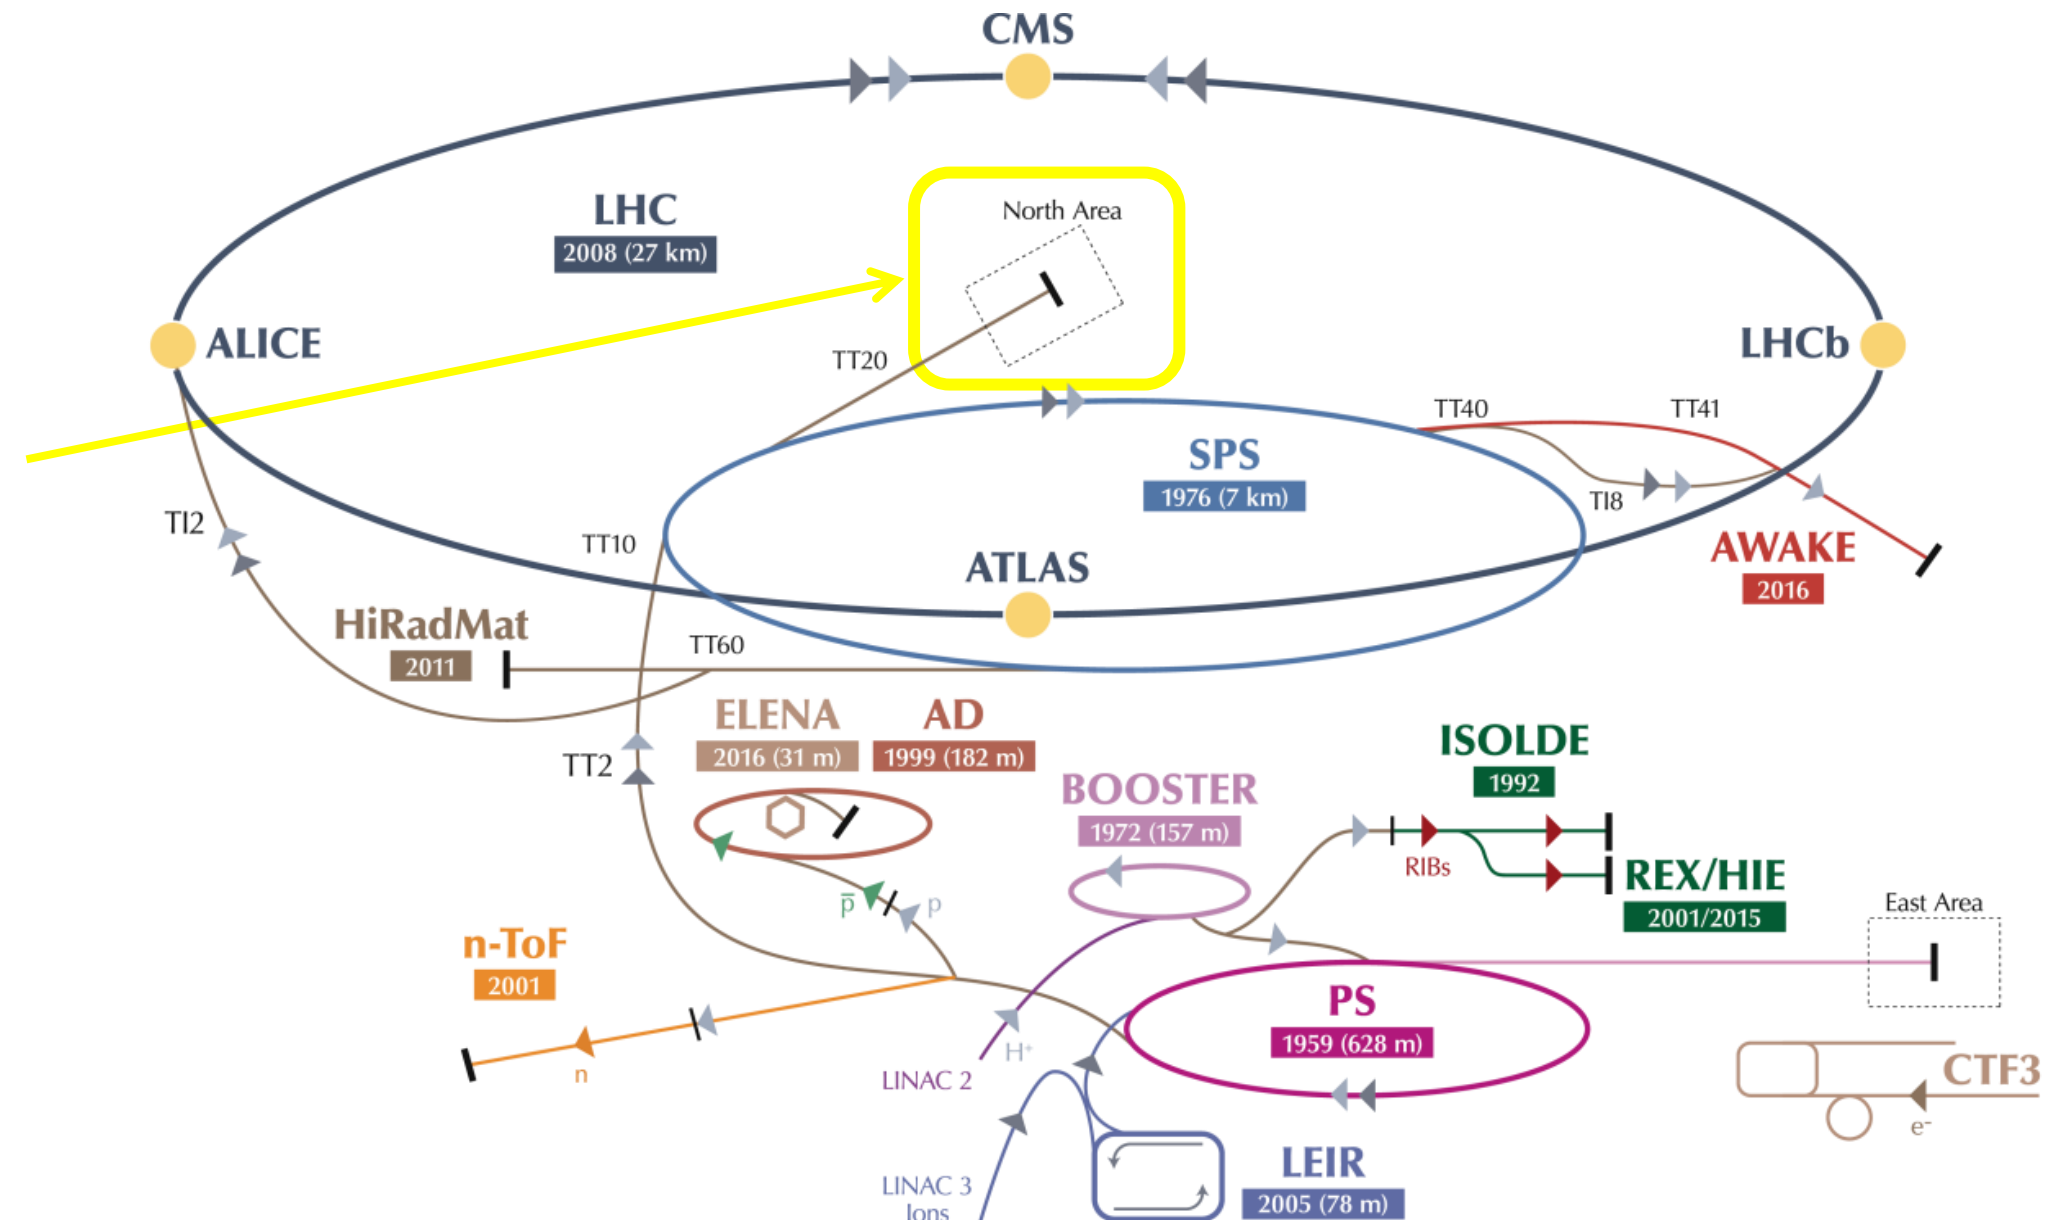 CMS
LHC
2008 (27 km)
North Area
ALICE
TT20
LHCb
TT40
TT41
SPS
1976 (7 km)
TI8
TI2
TT10
ATLAS
AWAKE
2016
HiRadMat
2011
TT60
ELENA
2016 (31 m)
AD
1999 (182 m)
TT2
ISOLDE
1992
BOOSTER
1972 (157 m)
RIBs
REX/HIE
2001/2015
p̅
p
East Area
n-ToF
2001
PS
1959 (628 m)
H⁺
n
LINAC 2
CTF3
e⁻
LEIR
2005 (78 m)
LINAC 3
Ions